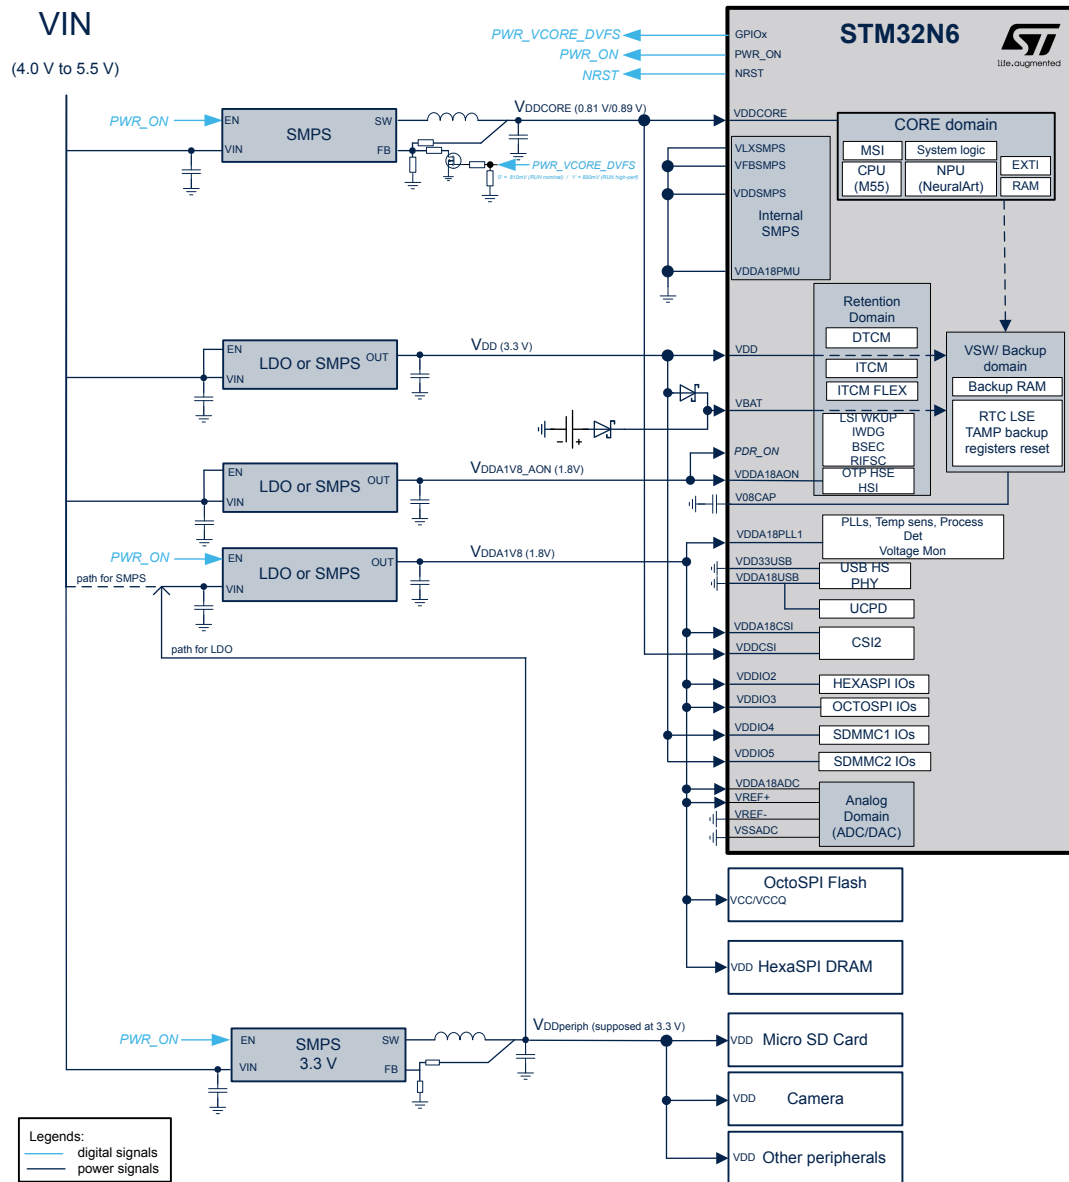 VIN
(4.0 V to 5.5 V)
PWR_VCORE_DVFS
PWR_ON
NRST
GPIOx
PWR_ON
NRST
STM32N6
life.augmented
PWR_ON
EN
SMPS
SW
VIN
FB
VDDCORE (0.81 V/0.89 V)
PWR_VCORE_DVFS
'0' = 810mV (RUN nominal) / '1' = 890mV (RUN high-perf)
VDDCORE
CORE domain
MSI
System logic
CPU
(M55)
NPU
(NeuralArt)
EXTI
RAM
VLXSMPS
VFBSMPS
VDDSMPS
Internal
SMPS
VDDA18PMU
Retention
Domain
DTCM
ITCM
ITCM FLEX
LSI WKUP
IWDG
BSEC
RIFSC
OTP HSE
HSI
VSW/ Backup
domain
Backup RAM
RTC LSE
TAMP backup
registers reset
EN
LDO or SMPS
OUT
VIN
VDD (3.3 V)
VDD
VBAT
- +
PDR_ON
VDDA18AON
V08CAP
EN
LDO or SMPS
OUT
VIN
VDDA1V8_AON (1.8V)
PWR_ON
EN
LDO or SMPS
OUT
VIN
VDDA1V8 (1.8V)
path for SMPS
path for LDO
VDDA18PLL1
PLLs, Temp sens, Process
Det
Voltage Mon
VDD33USB
VDDA18USB
USB HS
PHY
UCPD
VDDA18CSI
VDDCSI
CSI2
VDDIO2
HEXASPI IOs
VDDIO3
OCTOSPI IOs
VDDIO4
SDMMC1 IOs
VDDIO5
SDMMC2 IOs
VDDA18ADC
VREF+
VREF-
VSSADC
Analog
Domain
(ADC/DAC)
OctoSPI Flash
VCC/VCCQ
VDD HexaSPI DRAM
PWR_ON
EN
SMPS
3.3 V
SW
VIN
FB
VDDperiph (supposed at 3.3 V)
VDD Micro SD Card
VDD Camera
VDD Other peripherals
Legends:
digital signals
power signals